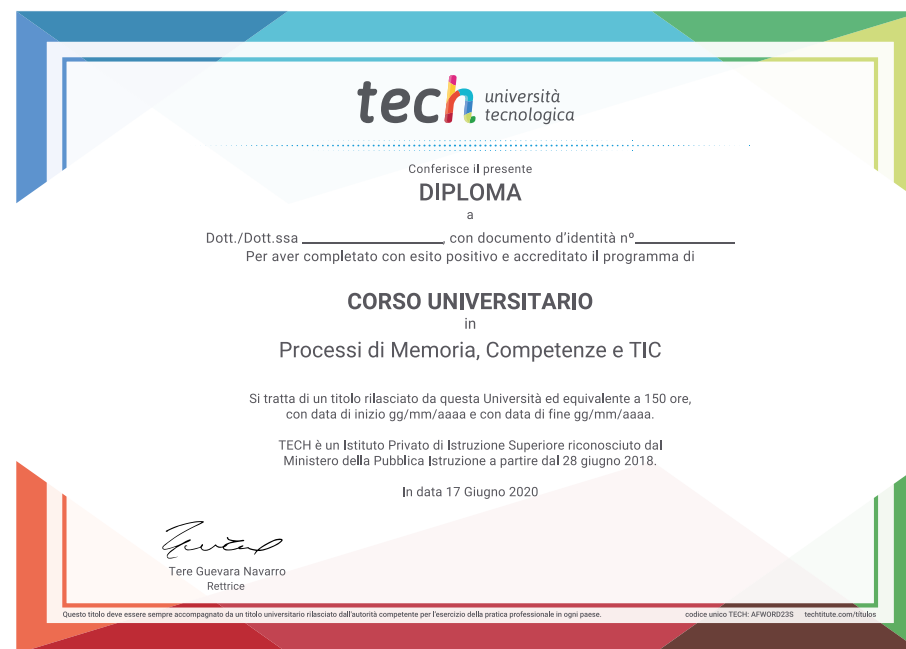 tech università
tecnologica
Conferisce il presente
DIPLOMA
a
Dott./Dott.ssa ______________, con documento d'identità nº__________
Per aver completato con esito positivo e accreditato il programma di
CORSO UNIVERSITARIO
in
Processi di Memoria, Competenze e TIC
Si tratta di un titolo rilasciato da questa Università ed equivalente a 150 ore,
con data di inizio gg/mm/aaaa e con data di fine gg/mm/aaaa.
TECH è un Istituto Privato di Istruzione Superiore riconosciuto dal
Ministero della Pubblica Istruzione a partire dal 28 giugno 2018.
In data 17 Giugno 2020
Tere Guevara Navarro
Rettrice
Questo titolo deve essere sempre accompagnato da un titolo universitario rilasciato dall'autorità competente per l'esercizio della pratica professionale in ogni paese. codice unico TECH: AFWORD23S techtitute.com/titulos